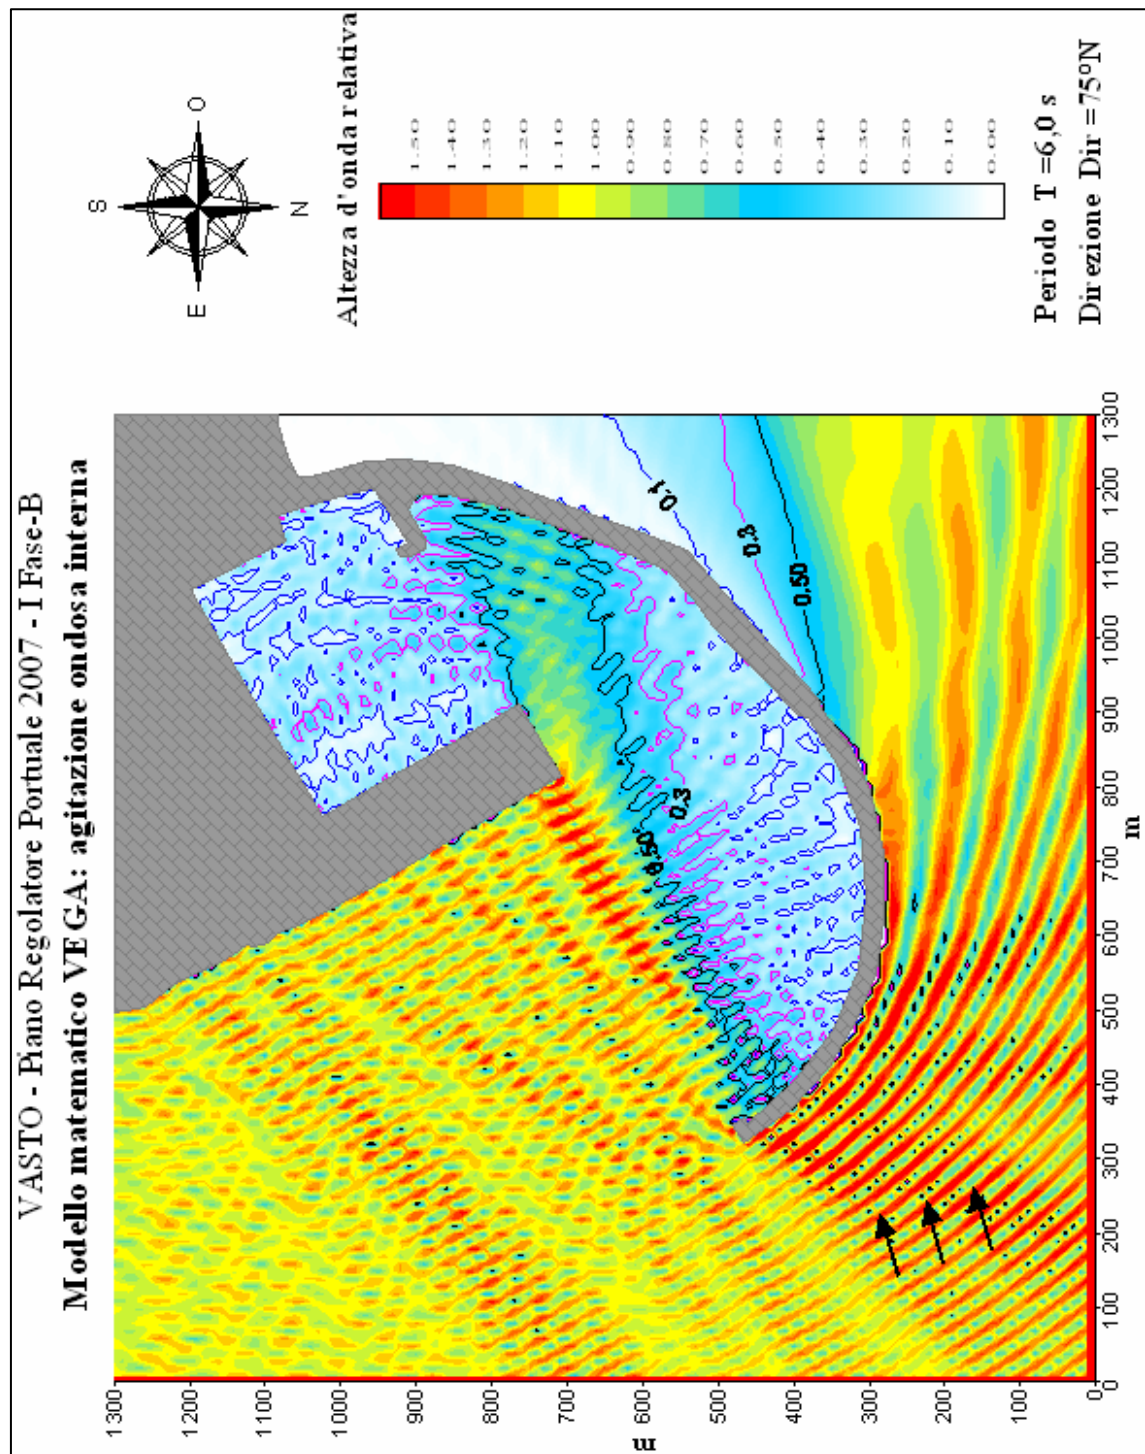 VASTO - Piano Regolatore Portuale 2007 - I Fase-B
Modello matematico VEGA: agitazione ondosa interna
1300
1200
1100
1000
900
800
700
600
500
400
300
200
100
0
m
0 100 200 300 400 500 600 700 800 900 1000 1100 1200 1300
m
0.1
0.3
0.50
0.3
0.50
S
E
O
N
Altezza d'onda relativa
1.50
1.40
1.30
1.20
1.10
1.00
0.90
0.80
0.70
0.60
0.50
0.40
0.30
0.20
0.10
0.00
Periodo T =6,0 s
Direzione Dir =75°N